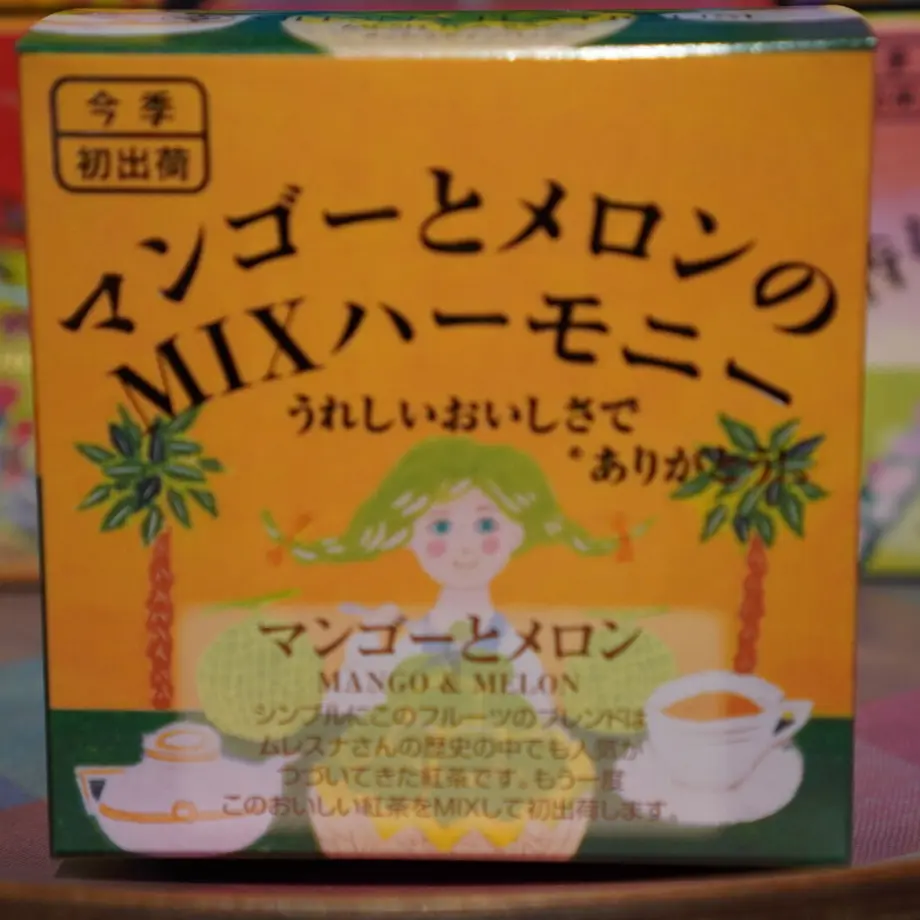 今季
初出荷
マンゴーとメロンの
MIXハーモニー
うれしいおいしさで
ありがとう!。
マンゴーとメロン
MANGO & MELON
シンプルにこのフルーツのブレンドは
ムレスナさんの歴史の中でも人気が
つづいてきた紅茶です。もう一度
このおいしい紅茶をMIXして初出荷します。